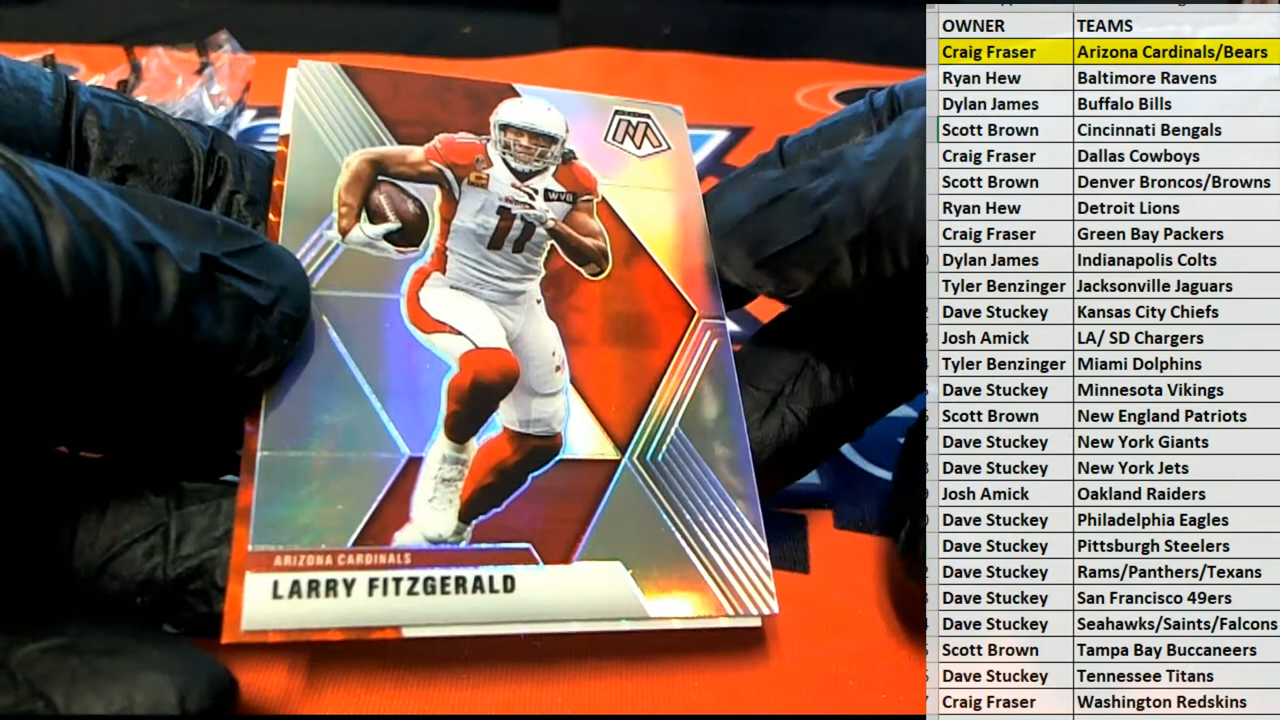 ARIZONA CARDINALS
LARRY FITZGERALD
11
WVB
OWNER TEAMS
Craig Fraser Arizona Cardinals/Bears
Ryan Hew Baltimore Ravens
Dylan James Buffalo Bills
Scott Brown Cincinnati Bengals
Craig Fraser Dallas Cowboys
Scott Brown Denver Broncos/Browns
Ryan Hew Detroit Lions
Craig Fraser Green Bay Packers
Dylan James Indianapolis Colts
Tyler Benzinger Jacksonville Jaguars
Dave Stuckey Kansas City Chiefs
Josh Amick LA/ SD Chargers
Tyler Benzinger Miami Dolphins
Dave Stuckey Minnesota Vikings
Scott Brown New England Patriots
Dave Stuckey New York Giants
Dave Stuckey New York Jets
Josh Amick Oakland Raiders
Dave Stuckey Philadelphia Eagles
Dave Stuckey Pittsburgh Steelers
Dave Stuckey Rams/Panthers/Texans
Dave Stuckey San Francisco 49ers
Dave Stuckey Seahawks/Saints/Falcons
Scott Brown Tampa Bay Buccaneers
Dave Stuckey Tennessee Titans
Craig Fraser Washington Redskins